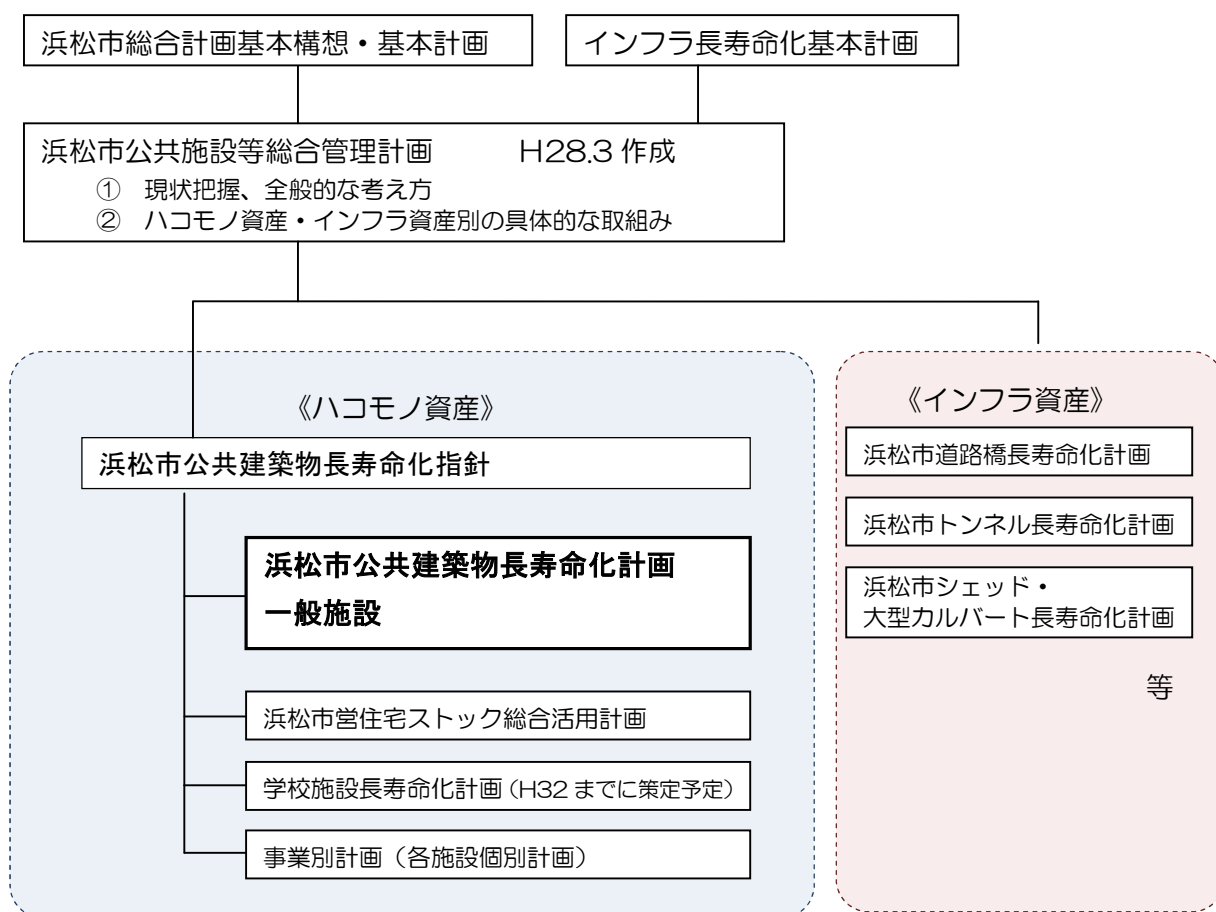 浜松市総合計画基本構想・基本計画
インフラ長寿命化基本計画
浜松市公共施設等総合管理計画　　　H28.3 作成
①　現状把握、全般的な考え方
②　ハコモノ資産・インフラ資産別の具体的な取組み
《ハコモノ資産》
浜松市公共建築物長寿命化指針
浜松市公共建築物長寿命化計画
一般施設
浜松市営住宅ストック総合活用計画
学校施設長寿命化計画（H32 までに策定予定）
事業別計画（各施設個別計画）
《インフラ資産》
浜松市道路橋長寿命化計画
浜松市トンネル長寿命化計画
浜松市シェッド・
大型カルバート長寿命化計画
等